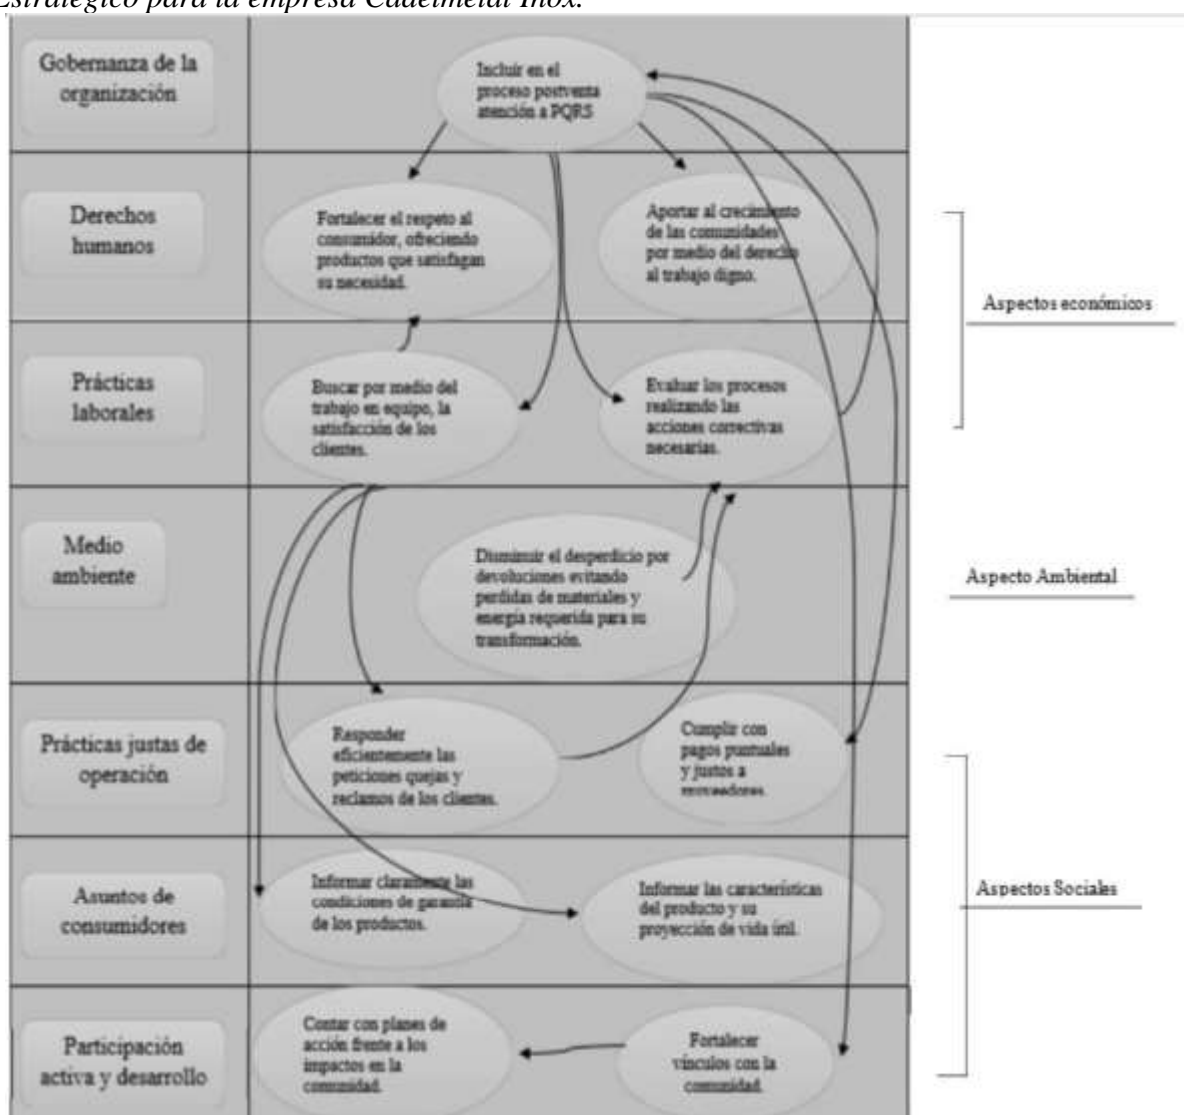 Estratégico para la empresa Cadelmetal Inox.
Gobernanza de la
organización
Incluir en el
proceso postventa
atención a PQRS
Derechos
humanos
Fortalecer el respeto al
consumidor, ofreciendo
productos que satisfagan
su necesidad.
Aportar al crecimiento
de las comunidades
por medio del derecho
al trabajo digno.
Aspectos económicos
Prácticas
laborales
Buscar por medio del
trabajo en equipo, la
satisfacción de los
clientes.
Evaluar los procesos
realizando las
acciones correctivas
necesarias.
Medio
ambiente
Disminuir el desperdicio por
devoluciones evitando
perdidas de materiales y
energía requerida para su
transformación.
Aspecto Ambiental
Prácticas justas de
operación
Responder
eficientemente las
peticiones quejas y
reclamos de los clientes.
Cumplir con
pagos puntuales
y justos a
proveedores.
Asuntos de
consumidores
Informar claramente las
condiciones de garantía
de los productos.
Informar las características
del producto y su
proyección de vida útil.
Aspectos Sociales
Participación
activa y desarrollo
Contar con planes de
acción frente a los
impactos en la
comunidad.
Fortalecer
vínculos con la
comunidad.